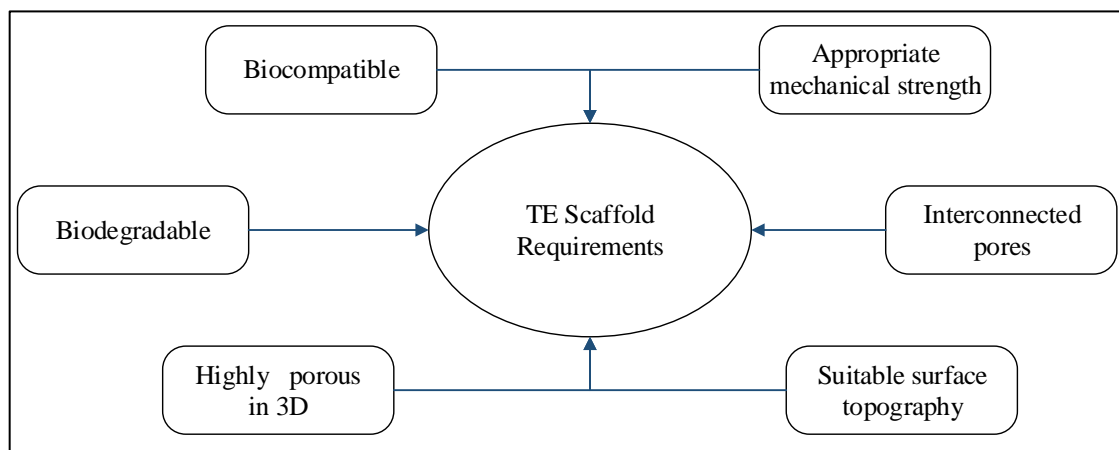 Biocompatible
Appropriate
mechanical strength
Biodegradable
TE Scaffold
Requirements
Interconnected
pores
Highly porous
in 3D
Suitable surface
topography